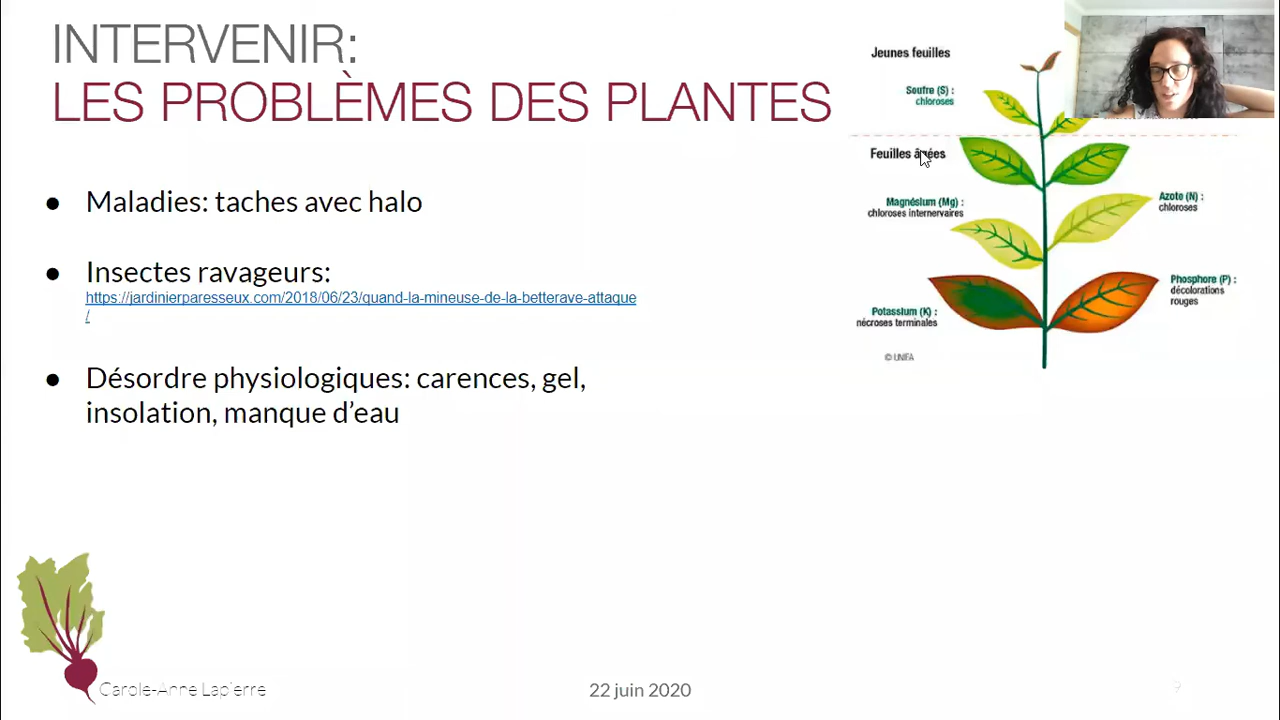 INTERVENIR:
LES PROBLÈMES DES PLANTES
● Maladies: taches avec halo
● Insectes ravageurs:
https://jardinierparesseux.com/2018/06/23/quand-la-mineuse-de-la-betterave-attaque
/
● Désordre physiologiques: carences, gel,
insolation, manque d’eau
Jeunes feuilles
Soufre (S) :
chloroses
Feuilles âgées
Magnésium (Mg) :
chloroses internervaires
Azote (N) :
chloroses
Phosphore (P) :
décolorations
rouges
Potassium (K) :
nécroses terminales
© UNIFA
Carole-Anne Lapierre
22 juin 2020
9